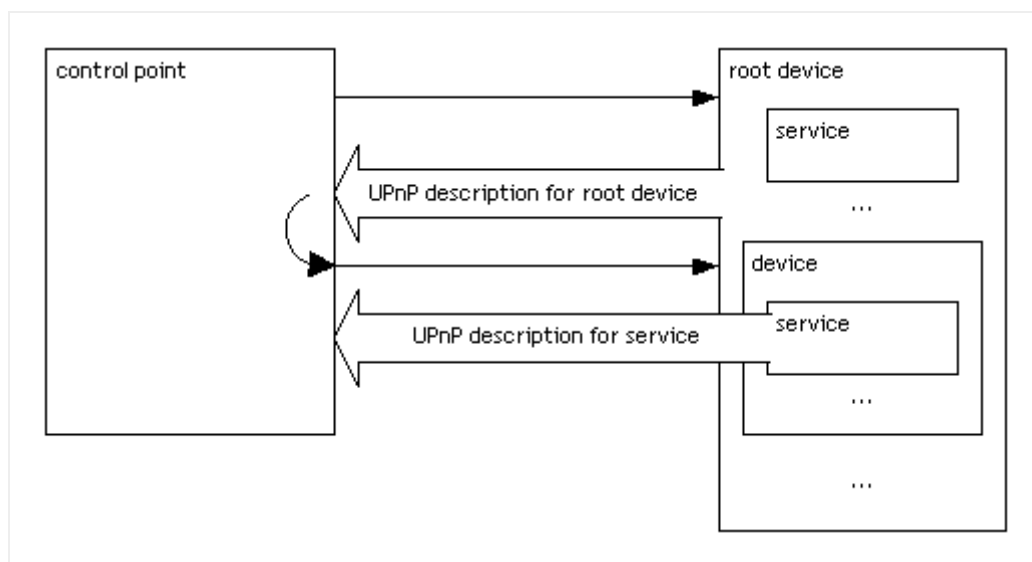 control point
root device
service
UPnP description for root device
...
device
service
UPnP description for service
...
...